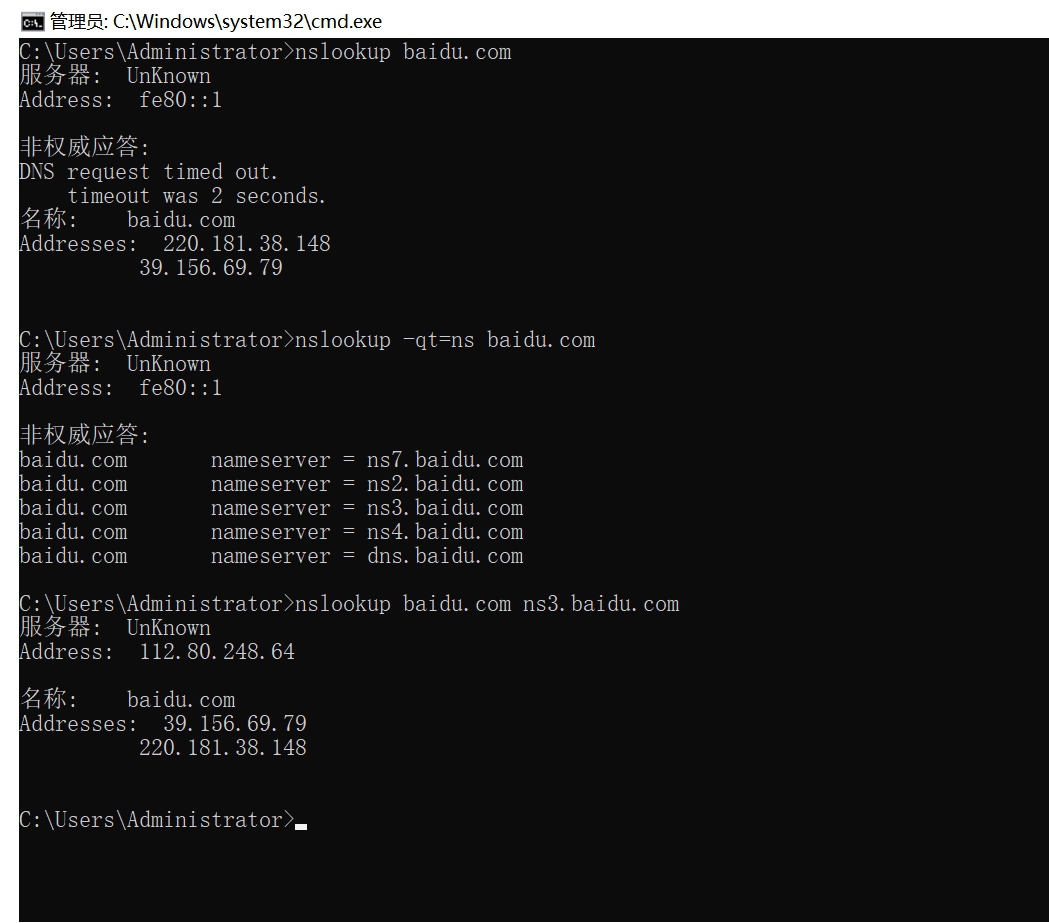 管理员: C:\Windows\system32\cmd.exe
C:\Users\Administrator>nslookup baidu.com
服务器:  UnKnown
Address:  fe80::1
非权威应答:
DNS request timed out.
    timeout was 2 seconds.
名称:    baidu.com
Addresses:  220.181.38.148
          39.156.69.79
C:\Users\Administrator>nslookup -qt=ns baidu.com
服务器:  UnKnown
Address:  fe80::1
非权威应答:
baidu.com       nameserver = ns7.baidu.com
baidu.com       nameserver = ns2.baidu.com
baidu.com       nameserver = ns3.baidu.com
baidu.com       nameserver = ns4.baidu.com
baidu.com       nameserver = dns.baidu.com
C:\Users\Administrator>nslookup baidu.com ns3.baidu.com
服务器:  UnKnown
Address:  112.80.248.64
名称:    baidu.com
Addresses:  39.156.69.79
          220.181.38.148
C:\Users\Administrator>